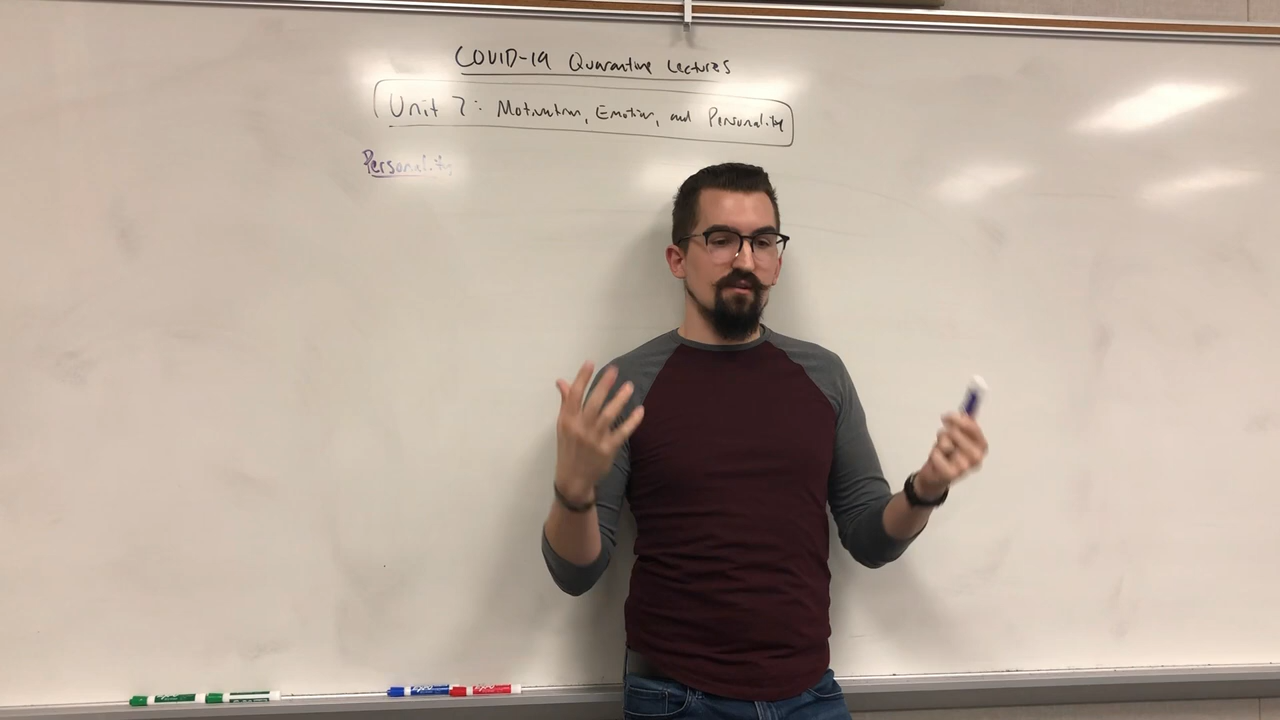 COVID-19 Quarantine Lectures
Unit 7: Motivation, Emotion, and Personality
Personality